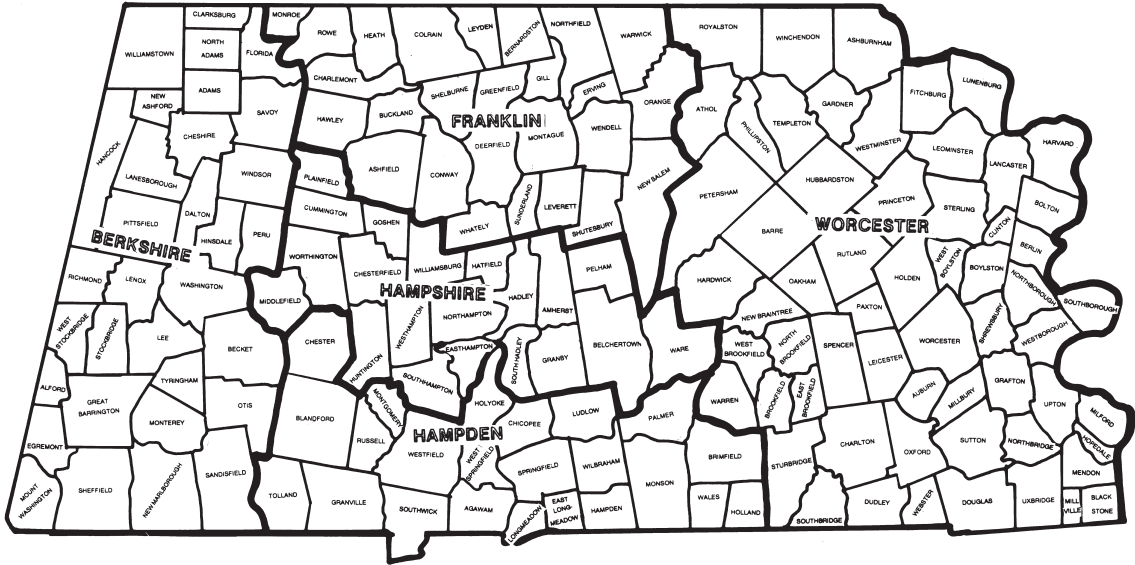 CLARKSBURG
MONROE
ROWE
HEATH
COLRAIN
LEYDEN
BERNARDSTON
NORTHFIELD
WARWICK
ROYALSTON
WINCHENDON
ASHBURNHAM
WILLIAMSTOWN
NORTH
ADAMS
FLORIDA
CHARLEMONT
SHELBURNE
GREENFIELD
GILL
ERVING
ORANGE
ATHOL
PHILLIPSTON
TEMPLETON
GARDNER
WESTMINSTER
FITCHBURG
LUNENBURG
ADAMS
NEW
ASHFORD
SAVOY
CHESHIRE
HANCOCK
HAWLEY
BUCKLAND
FRANKLIN
MONTAGUE
WENDELL
DEERFIELD
LEOMINSTER
LANCASTER
HARVARD
LANESBOROUGH
WINDSOR
PLAINFIELD
ASHFIELD
CONWAY
SUNDERLAND
LEVERETT
NEW SALEM
PETERSHAM
HUBBARDSTON
PRINCETON
STERLING
BOLTON
PITTSFIELD
DALTON
HINSDALE
PERU
CUMMINGTON
GOSHEN
WHATELY
SHUTESBURY
BARRE
WORCESTER
CLINTON
BERLIN
BERKSHIRE
WORTHINGTON
CHESTERFIELD
WILLIAMSBURG
HATFIELD
PELHAM
HARDWICK
OAKHAM
RUTLAND
HOLDEN
WEST
BOYLSTON
BOYLSTON
NORTHBOROUGH
SOUTHBOROUGH
RICHMOND
LENOX
WASHINGTON
MIDDLEFIELD
HAMPSHIRE
HADLEY
AMHERST
NORTHAMPTON
WESTHAMPTON
NEW BRAINTREE
PAXTON
SHREWSBURY
WESTBOROUGH
WEST
STOCKBRIDGE
STOCKBRIDGE
LEE
BECKET
CHESTER
HUNTINGTON
EASTHAMPTON
SOUTHHAMPTON
SOUTH HADLEY
GRANBY
BELCHERTOWN
WARE
WEST
BROOKFIELD
NORTH
BROOKFIELD
SPENCER
LEICESTER
WORCESTER
ALFORD
GREAT
BARRINGTON
TYRINGHAM
MONTEREY
OTIS
BLANDFORD
MONTGOMERY
RUSSELL
HOLYOKE
CHICOPEE
LUDLOW
PALMER
WARREN
BROOKFIELD
EAST
BROOKFIELD
AUBURN
MILLBURY
GRAFTON
UPTON
MILFORD
HOPEDALE
EGREMONT
HAMPDEN
WESTFIELD
WEST
SPRINGFIELD
SPRINGFIELD
WILBRAHAM
MONSON
BRIMFIELD
STURBRIDGE
CHARLTON
OXFORD
SUTTON
NORTHBRIDGE
MENDON
MOUNT
WASHINGTON
SHEFFIELD
NEW MARLBOROUGH
SANDISFIELD
TOLLAND
GRANVILLE
SOUTHWICK
AGAWAM
LONGMEADOW
EAST
LONG-
MEADOW
HAMPDEN
WALES
HOLLAND
SOUTHBRIDGE
DUDLEY
WEBSTER
DOUGLAS
UXBRIDGE
MILL
VILLE
BLACK
STONE